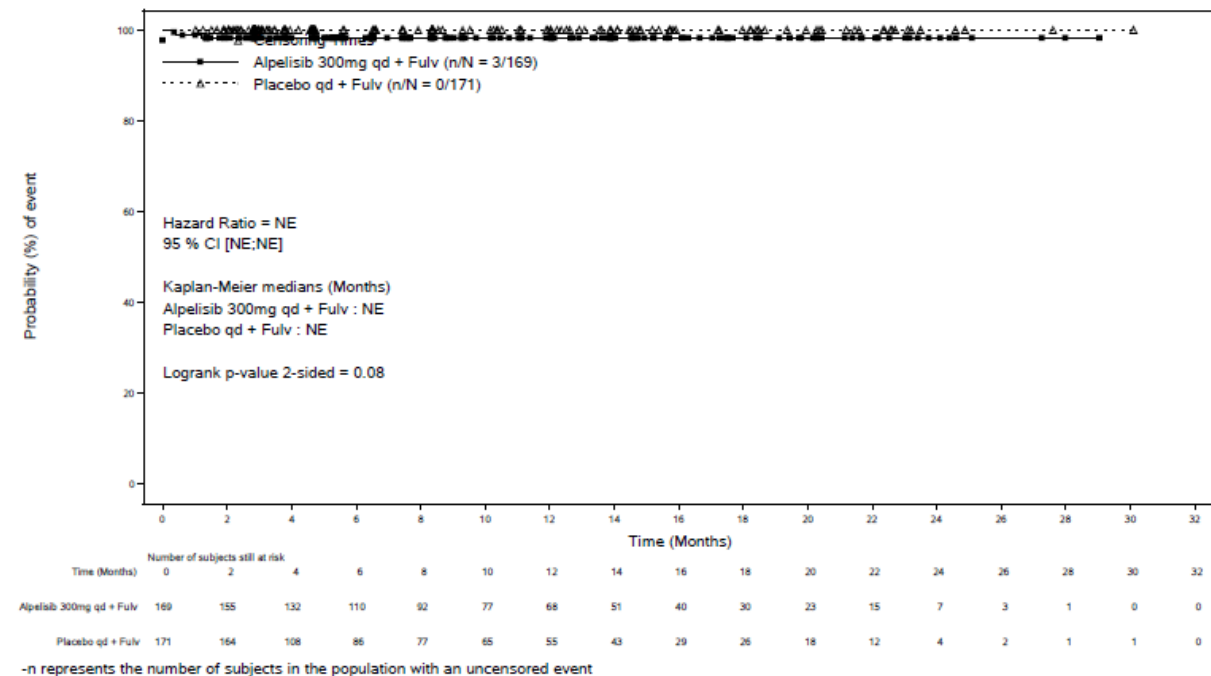 100
80
60
40
20
0
Probability (%) of event
Censoring Times
Alpelisib 300mg qd + Fulv (n/N = 3/169)
Placebo qd + Fulv (n/N = 0/171)
Hazard Ratio = NE
95 % CI [NE;NE]
Kaplan-Meier medians (Months)
Alpelisib 300mg qd + Fulv : NE
Placebo qd + Fulv : NE
Logrank p-value 2-sided = 0.08
0 2 4 6 8 10 12 14 16 18 20 22 24 26 28 30 32
Time (Months)
Number of subjects still at risk
Time (Months) 0 2 4 6 8 10 12 14 16 18 20 22 24 26 28 30 32
Alpelisib 300mg qd + Fulv 169 155 132 110 92 77 68 51 40 30 23 15 7 3 1 0 0
Placebo qd + Fulv 171 164 108 86 77 65 55 43 29 26 18 12 4 2 1 1 0
-n represents the number of subjects in the population with an uncensored event